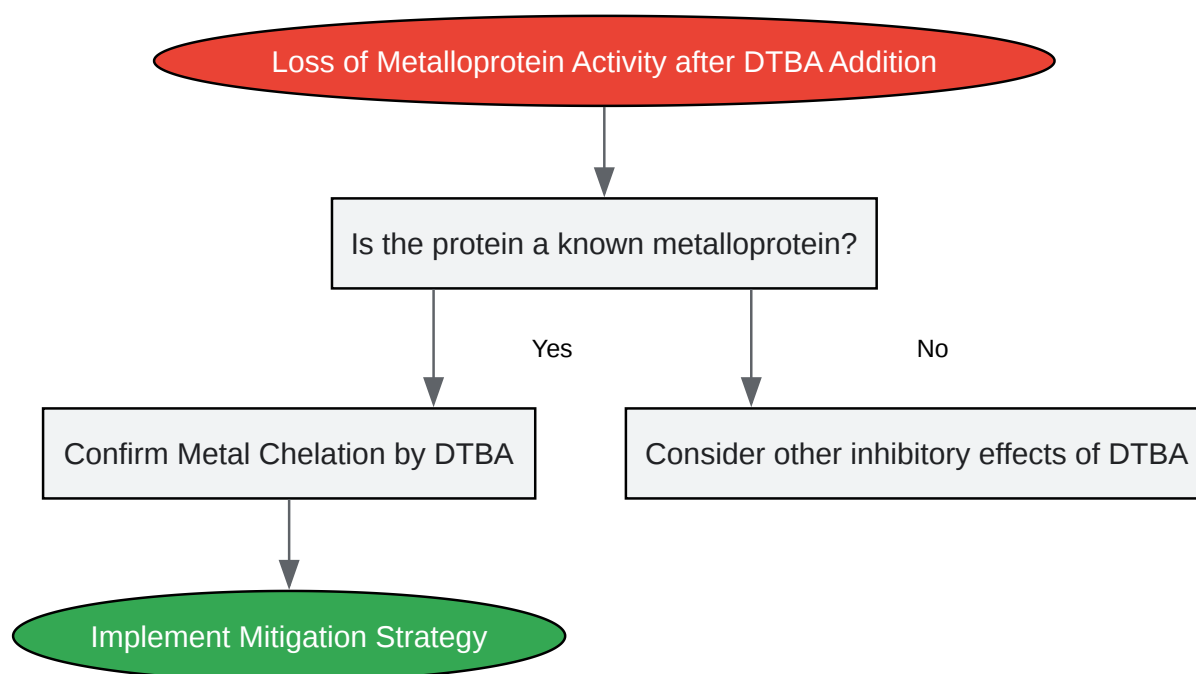 Loss of Metalloprotein Activity after DTBA Addition
Is the protein a known metalloprotein?
Yes
No
Confirm Metal Chelation by DTBA
Consider other inhibitory effects of DTBA
Implement Mitigation Strategy